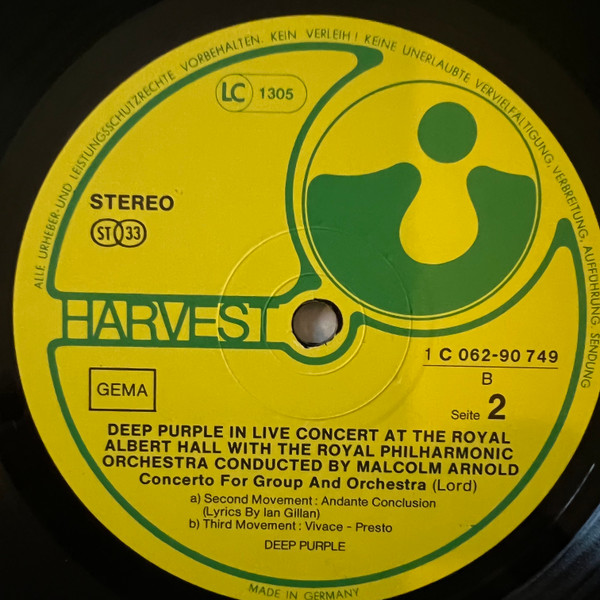 ALLE URHEBER-UND LEISTUNGSSCHUTZRECHTE VORBEHALTEN. KEIN VERLEIH! KEINE UNERLAUBTE VERVIELFÄLTIGUNG, VERBREITUNG, AUFFÜHRUNG, SENDUNG
LC 1305
STEREO
ST 33
HARVEST
1 C 062-90 749
B
GEMA
Seite 2
DEEP PURPLE IN LIVE CONCERT AT THE ROYAL
ALBERT HALL WITH THE ROYAL PHILHARMONIC
ORCHESTRA CONDUCTED BY MALCOLM ARNOLD
Concerto For Group And Orchestra (Lord)
a) Second Movement: Andante Conclusion
(Lyrics By Ian Gillan)
b) Third Movement: Vivace - Presto
DEEP PURPLE
MADE IN GERMANY